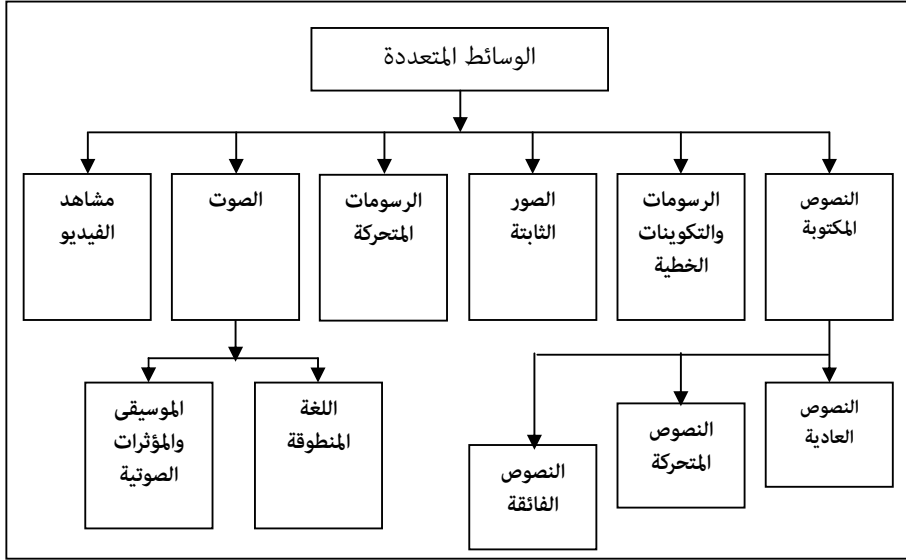 الوسائط المتعددة
النصوص
المكتوبة
الرسومات
والتكوينات
الخطية
الصور
الثابتة
الرسومات
المتحركة
الصوت
مشاهد
الفيديو
النصوص
العادية
النصوص
المتحركة
النصوص
الفائقة
اللغة
المنطوقة
الموسيقى
والمؤثرات
الصوتية